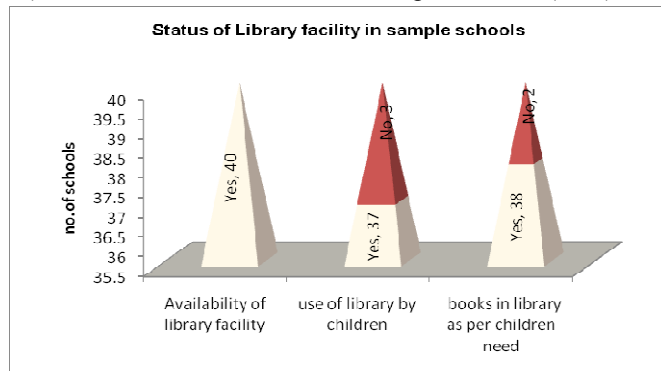 Status of Library facility in sample schools
no.of schools
40
39.5
39
38.5
38
37.5
37
36.5
36
35.5
Yes, 40
No, 3
Yes, 37
No, 2
Yes, 38
Availability of library facility
use of library by children
books in library as per children need